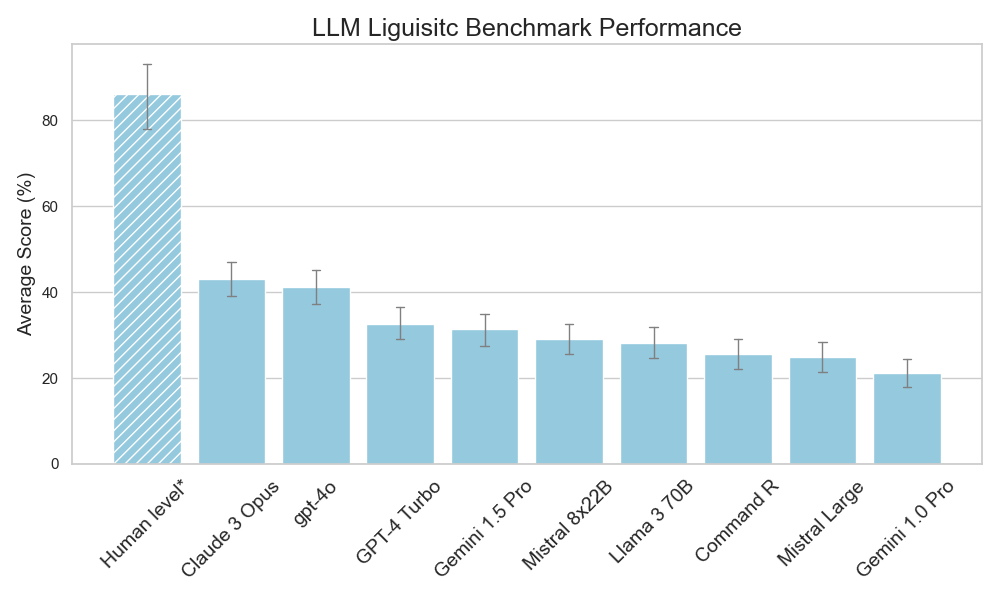 LLM Liguisitc Benchmark Performance
Average Score (%)
80
60
40
20
0
Human level*
Claude 3 Opus
gpt-4o
GPT-4 Turbo
Gemini 1.5 Pro
Mistral 8x22B
Llama 3 70B
Command R
Mistral Large
Gemini 1.0 Pro